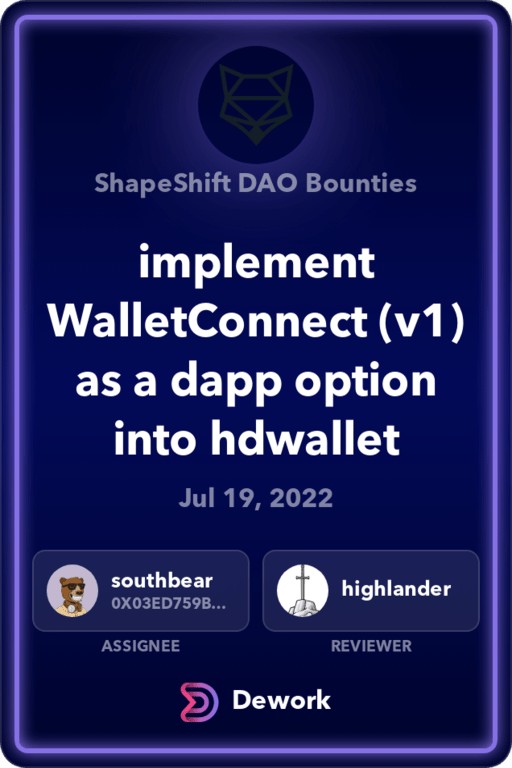 ShapeShift DAO Bounties
implement
WalletConnect (v1)
as a dapp option
into hdwallet
Jul 19, 2022
southbear
0X03ED759B...
highlander
ASSIGNEE
REVIEWER
Dework